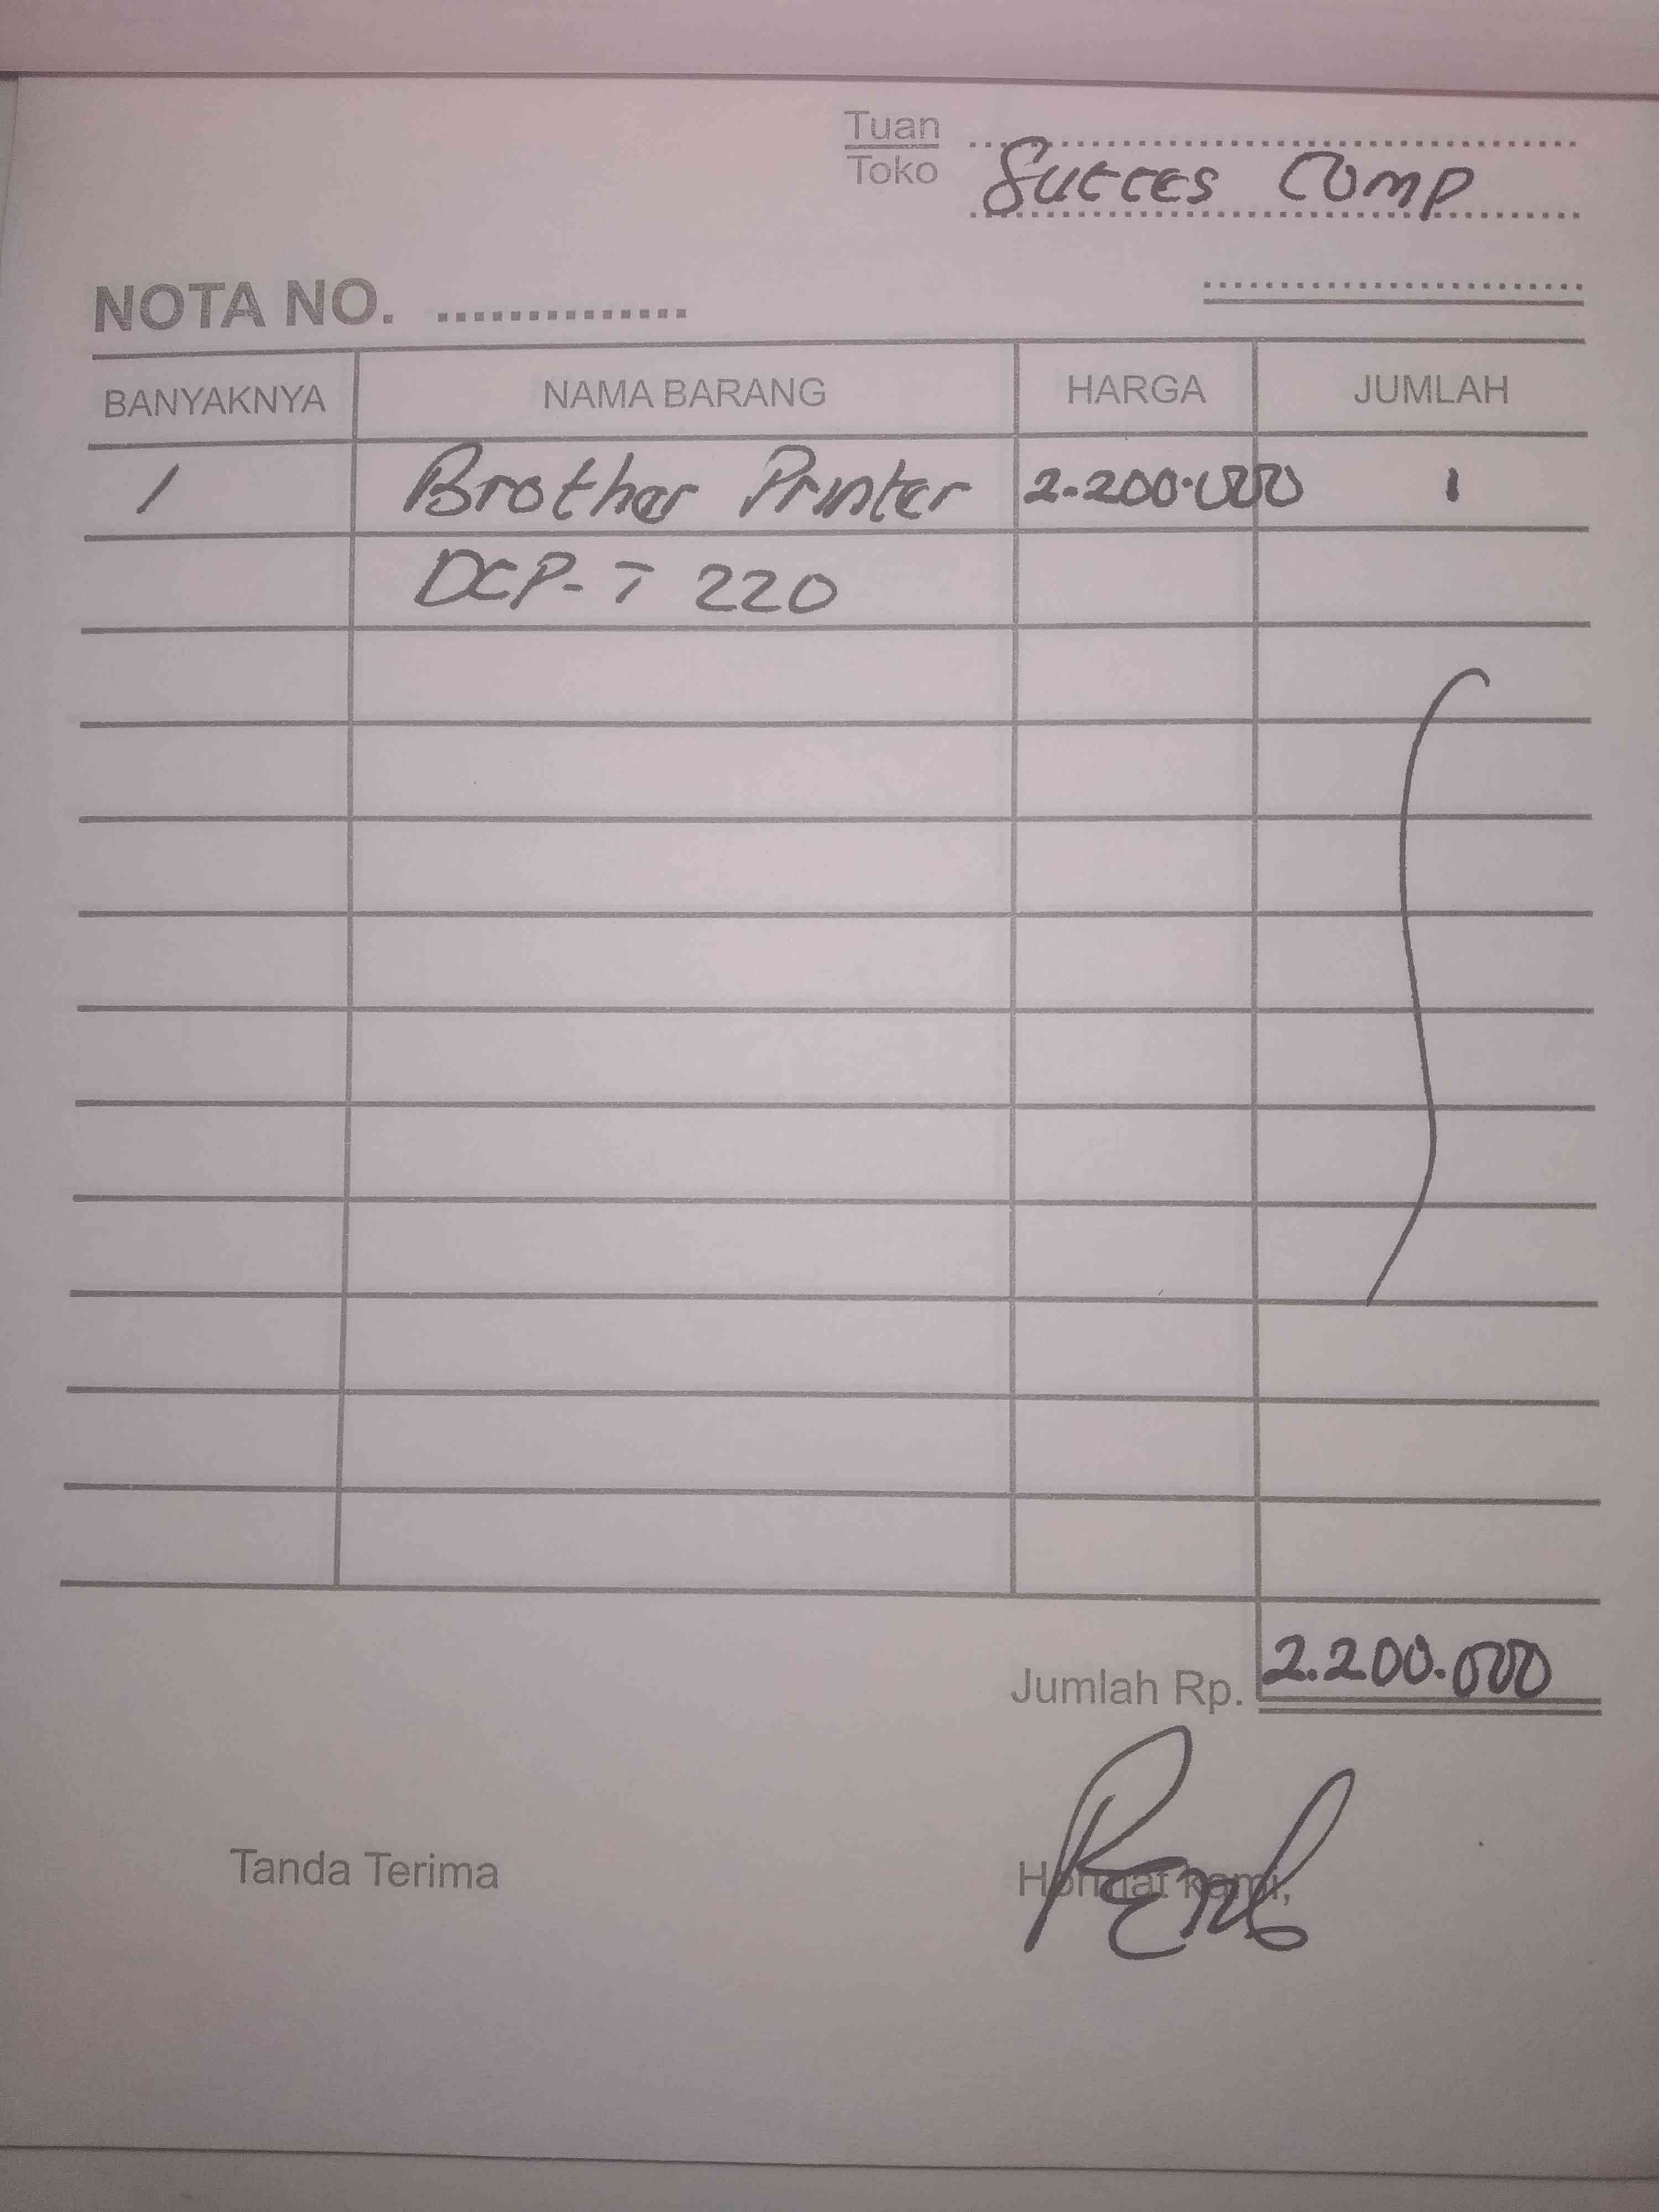 Tuan
Toko Succes Comp
NOTA NO. ..............
BANYAKNYA NAMA BARANG HARGA JUMLAH
1 Brother Printer 2.200.000 1
DCP-T 220
Jumlah Rp. 2.200.000
Tanda Terima Hormat kami,